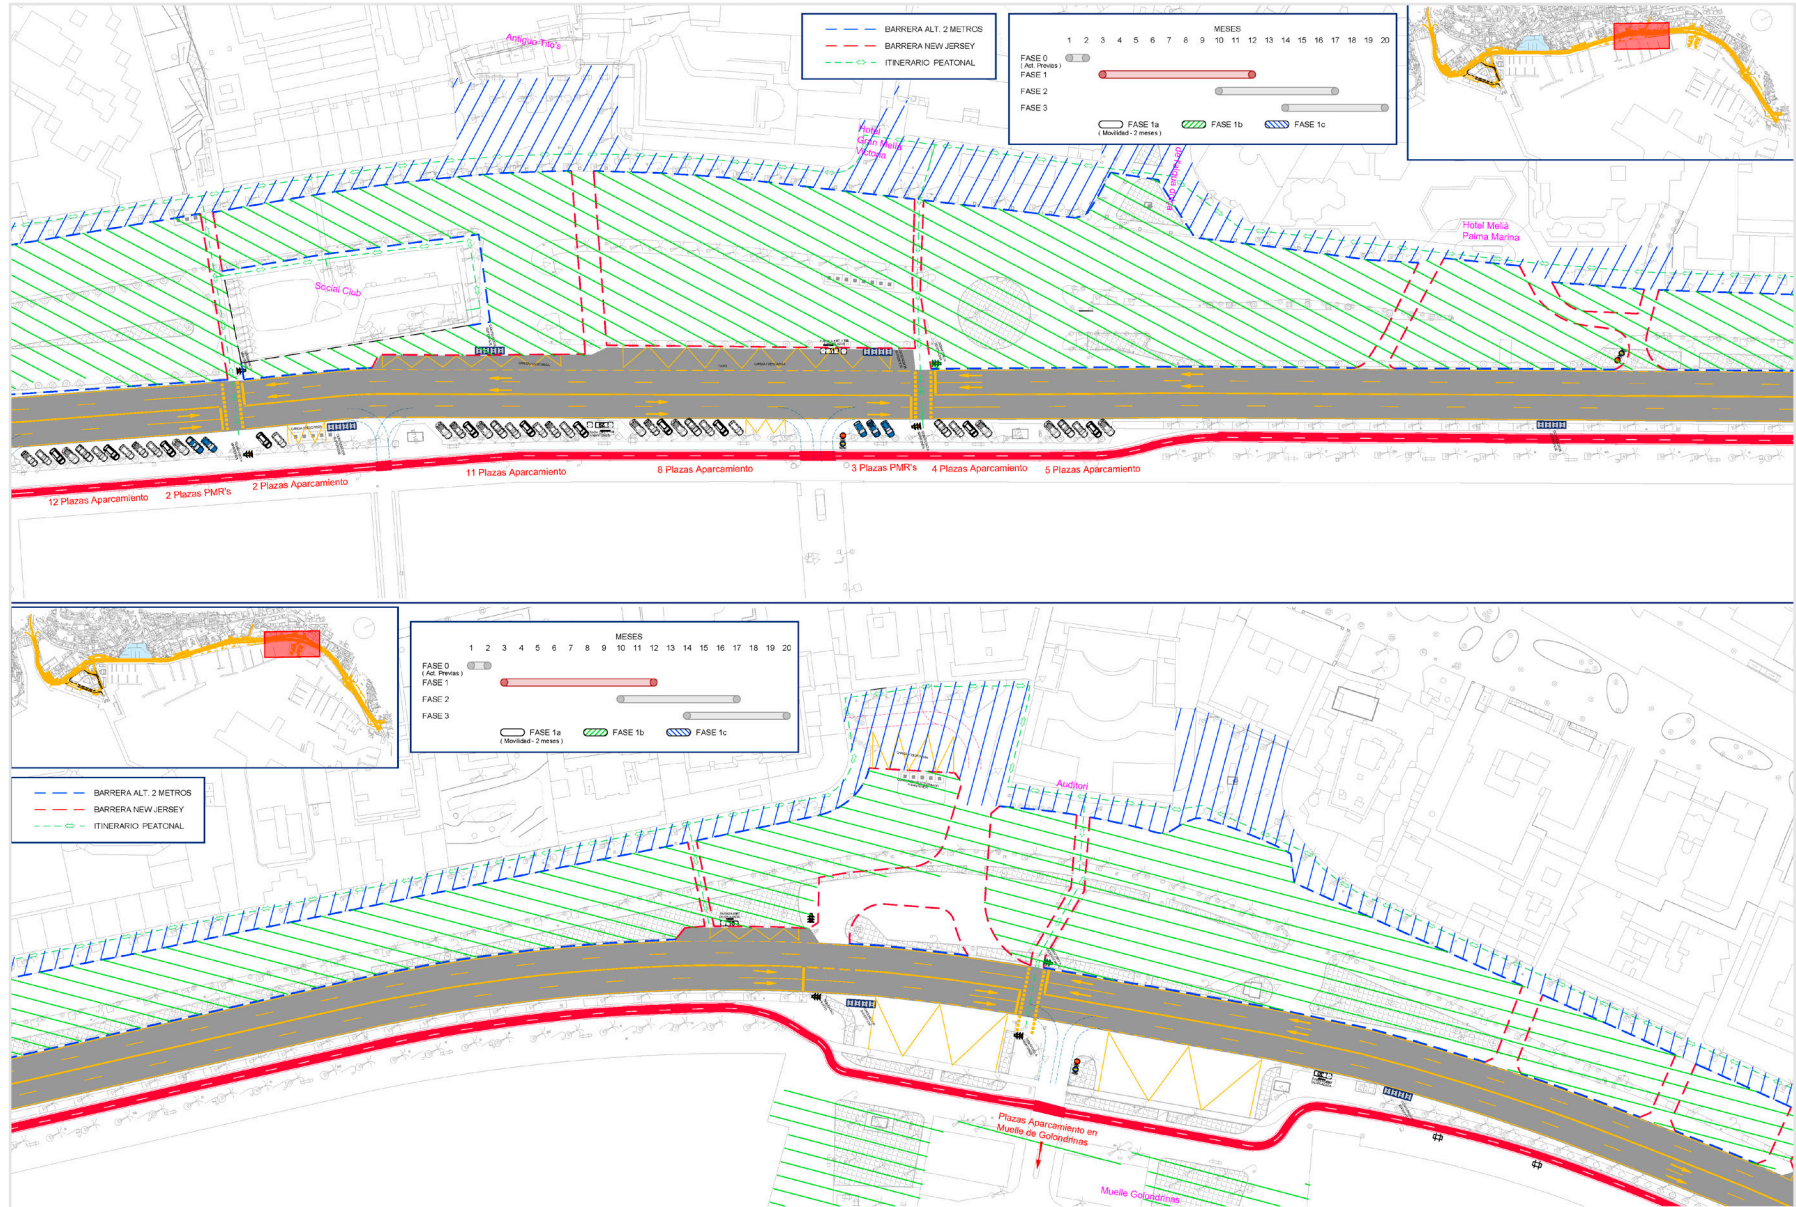 Antiguo Tito's
BARRERA ALT. 2 METROS
BARRERA NEW JERSEY
ITINERARIO PEATONAL
MESES
1 2 3 4 5 6 7 8 9 10 11 12 13 14 15 16 17 18 19 20
FASE 0
( Act. Previas )
FASE 1
FASE 2
FASE 3
FASE 1a
( Movilidad - 2 meses )
FASE 1b
FASE 1c
Hotel
Gran Meliá
Victoria
Hotel Meliá
Palma Marina
Social Club
12 Plazas Aparcamiento
2 Plazas PMR's
2 Plazas Aparcamiento
11 Plazas Aparcamiento
8 Plazas Aparcamiento
3 Plazas PMR's
4 Plazas Aparcamiento
5 Plazas Aparcamiento
MESES
1 2 3 4 5 6 7 8 9 10 11 12 13 14 15 16 17 18 19 20
FASE 0
( Act. Previas )
FASE 1
FASE 2
FASE 3
FASE 1a
( Movilidad - 2 meses )
FASE 1b
FASE 1c
BARRERA ALT. 2 METROS
BARRERA NEW JERSEY
ITINERARIO PEATONAL
Auditori
Plazas Aparcamiento en
Muelle de Golondrinas
Muelle Golondrinas